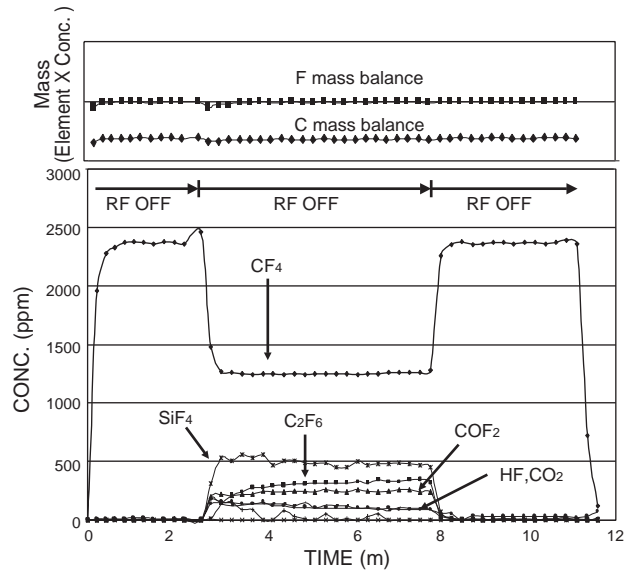 Mass
(Element X Conc.)
F mass balance
C mass balance
3000
2500
2000
1500
1000
500
0
CONC. (ppm)
RF OFF
RF OFF
RF OFF
CF4
SiF4
C2F6
COF2
HF,CO2
0
2
4
6
8
10
12
TIME (m)